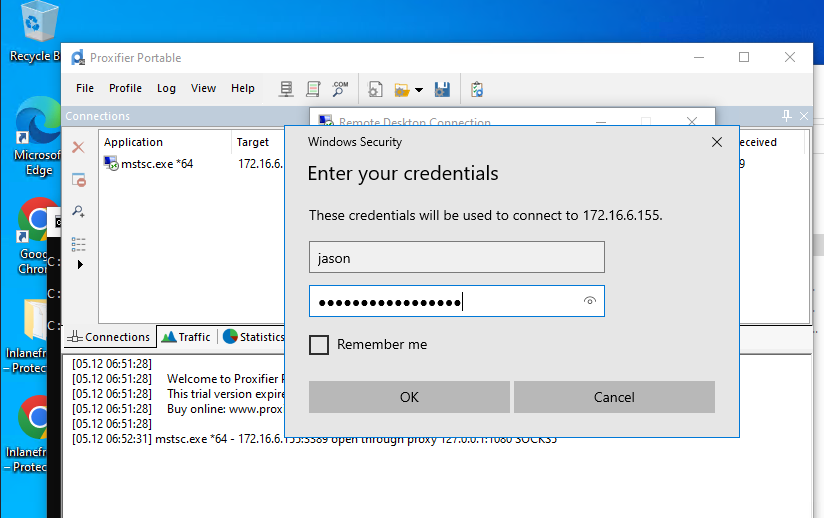 Recycle B
Proxifier Portable
File Profile Log View Help
.COM
Connections
Remote Desktop Connection
Application Target
eceived
mstsc.exe *64 172.16.6. 9
Windows Security
Enter your credentials
These credentials will be used to connect to 172.16.6.155.
jason
●●●●●●●●●●●●●●●●●
Remember me
OK Cancel
Microsof
Edge
Goo
Chro
C:
C:
C:
Connections Traffic Statistics
Inlanefr
– Protec
[05.12 06:51:28]
[05.12 06:51:28] Welcome to Proxifier P
[05.12 06:51:28] This trial version expire
[05.12 06:51:28] Buy online: www.prox
[05.12 06:51:28]
[05.12 06:52:31] mstsc.exe *64 - 172.16.6.155:3389 open through proxy 127.0.0.1:1080 SOCKS5
Inlanefr
– Protec